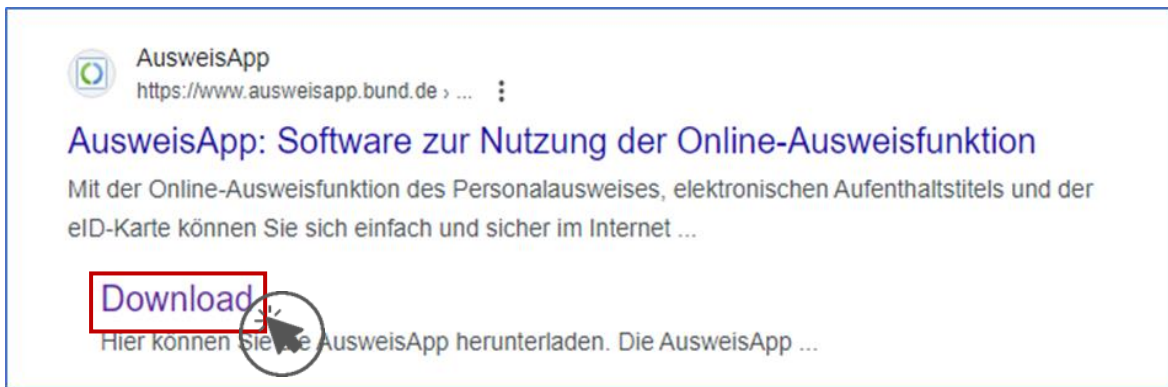 AusweisApp
https://www.ausweisapp.bund.de › ...
AusweisApp: Software zur Nutzung der Online-Ausweisfunktion
Mit der Online-Ausweisfunktion des Personalausweises, elektronischen Aufenthaltstitels und der
eID-Karte können Sie sich einfach und sicher im Internet ...
Download
Hier können Sie AusweisApp herunterladen. Die AusweisApp ...